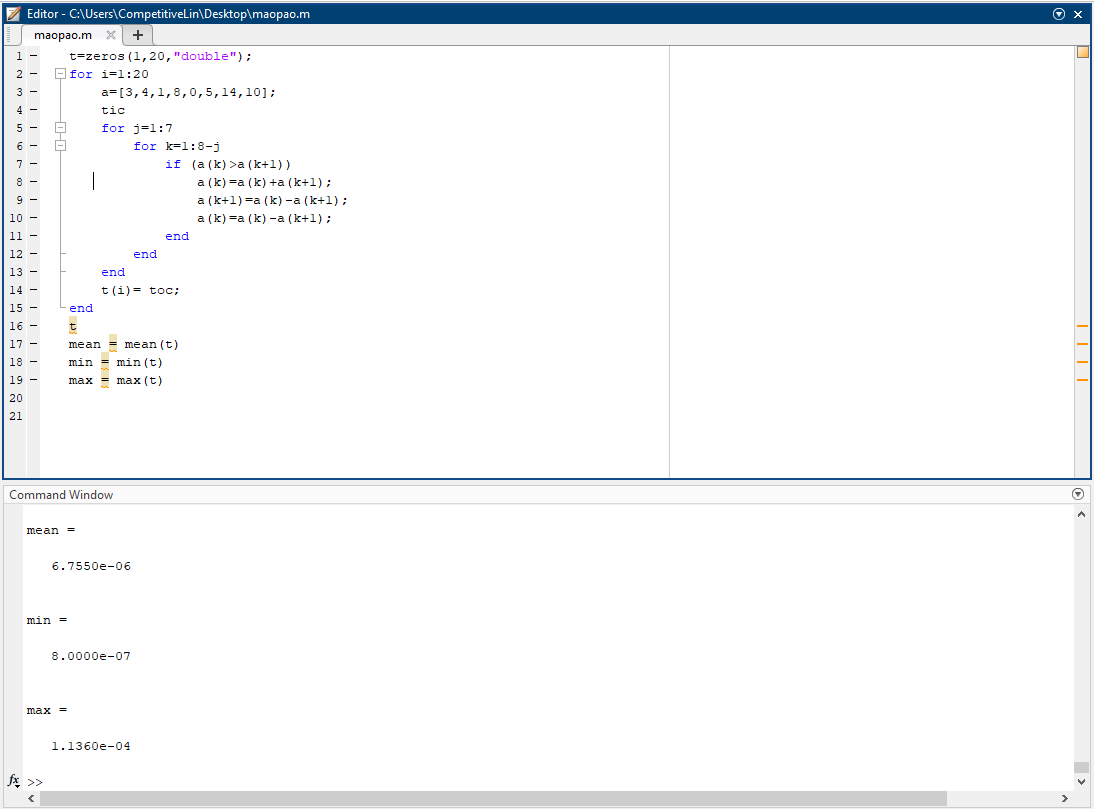 Editor - C:\Users\CompetitiveLin\Desktop\maopao.m
maopao.m
1 t=zeros(1,20,"double");
2 for i=1:20
3 a=[3,4,1,8,0,5,14,10];
4 tic
5 for j=1:7
6 for k=1:8-j
7 if (a(k)>a(k+1))
8 a(k)=a(k)+a(k+1);
9 a(k+1)=a(k)-a(k+1);
10 a(k)=a(k)-a(k+1);
11 end
12 end
13 end
14 t(i)= toc;
15 end
16 t
17 mean = mean(t)
18 min = min(t)
19 max = max(t)
20
21
Command Window
mean =
6.7550e-06
min =
8.0000e-07
max =
1.1360e-04
fx >>